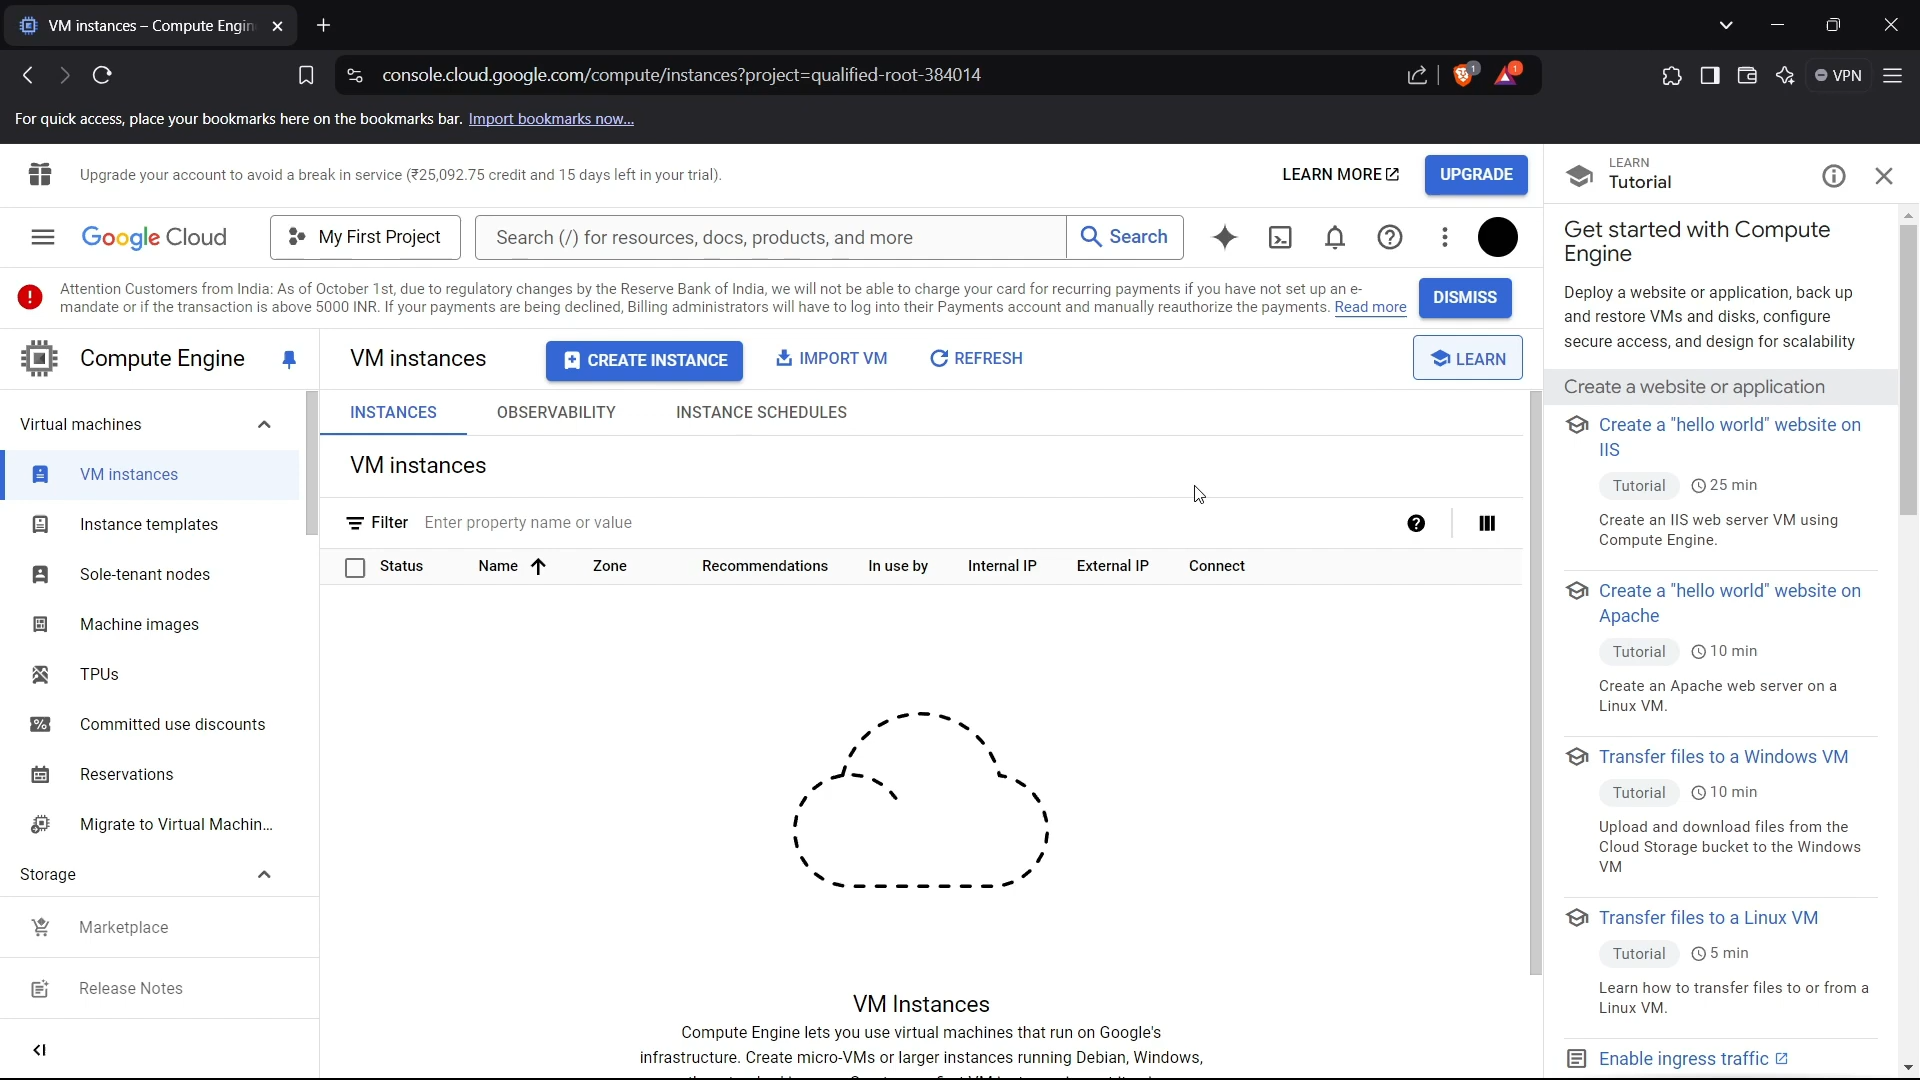 VM instances – Compute Engin
console.cloud.google.com/compute/instances?project=qualified-root-384014
1
1
VPN
For quick access, place your bookmarks here on the bookmarks bar. Import bookmarks now...
Upgrade your account to avoid a break in service (₹25,092.75 credit and 15 days left in your trial).
LEARN MORE
UPGRADE
Google Cloud
My First Project
Search (/) for resources, docs, products, and more
Search
Attention Customers from India: As of October 1st, due to regulatory changes by the Reserve Bank of India, we will not be able to charge your card for recurring payments if you have not set up an e-
mandate or if the transaction is above 5000 INR. If your payments are being declined, Billing administrators will have to log into their Payments account and manually reauthorize the payments. Read more
DISMISS
Compute Engine
Virtual machines
VM instances
Instance templates
Sole-tenant nodes
Machine images
TPUs
Committed use discounts
Reservations
Migrate to Virtual Machin...
Storage
Marketplace
Release Notes
VM instances
CREATE INSTANCE
IMPORT VM
REFRESH
LEARN
INSTANCES
OBSERVABILITY
INSTANCE SCHEDULES
VM instances
Filter
Enter property name or value
Status
Name
Zone
Recommendations
In use by
Internal IP
External IP
Connect
VM Instances
Compute Engine lets you use virtual machines that run on Google's
infrastructure. Create micro-VMs or larger instances running Debian, Windows,
LEARN
Tutorial
Get started with Compute
Engine
Deploy a website or application, back up
and restore VMs and disks, configure
secure access, and design for scalability
Create a website or application
Create a "hello world" website on
IIS
Tutorial
25 min
Create an IIS web server VM using
Compute Engine.
Create a "hello world" website on
Apache
Tutorial
10 min
Create an Apache web server on a
Linux VM.
Transfer files to a Windows VM
Tutorial
10 min
Upload and download files from the
Cloud Storage bucket to the Windows
VM
Transfer files to a Linux VM
Tutorial
5 min
Learn how to transfer files to or from a
Linux VM.
Enable ingress traffic